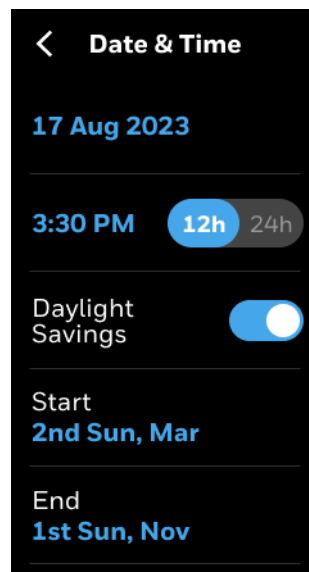 Date & Time
17 Aug 2023
3:30 PM 12h 24h
Daylight
Savings
Start
2nd Sun, Mar
End
1st Sun, Nov